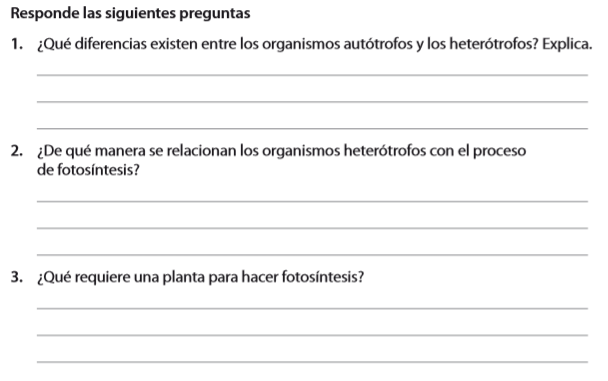 Responde las siguientes preguntas
1. ¿Qué diferencias existen entre los organismos autótrofos y los heterótrofos? Explica.
2. ¿De qué manera se relacionan los organismos heterótrofos con el proceso
de fotosíntesis?
3. ¿Qué requiere una planta para hacer fotosíntesis?